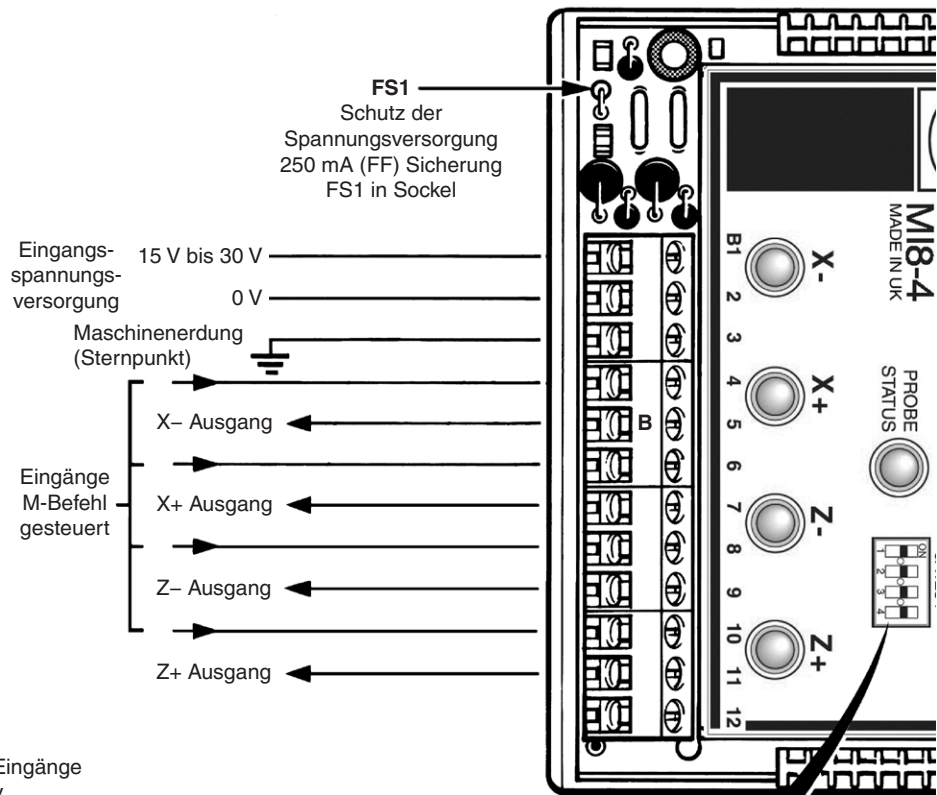 FS1
Schutz der
Spannungsversorgung
250 mA (FF) Sicherung
FS1 in Sockel
Eingangs-
spannungs-
versorgung
15 V bis 30 V
0 V
Maschinenerdung
(Sternpunkt)
X– Ausgang
Eingänge
M-Befehl
gesteuert
X+ Ausgang
Z– Ausgang
Z+ Ausgang
Eingänge
B
B1
2
3
4
5
6
7
8
9
10
11
12
X-
X+
Z-
Z+
MI8-4
MADE IN UK
PROBE
STATUS
ON
1
2
3
4